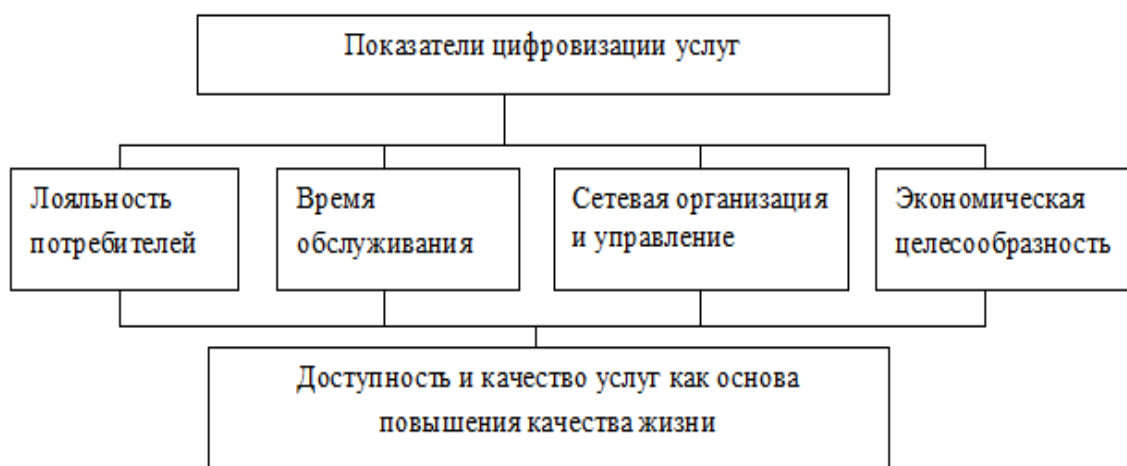 Показатели цифровизации услуг
Лояльность
потребителей
Время
обслуживания
Сетевая организация
и управление
Экономическая
целесообразность
Доступность и качество услуг как основа
повышения качества жизни